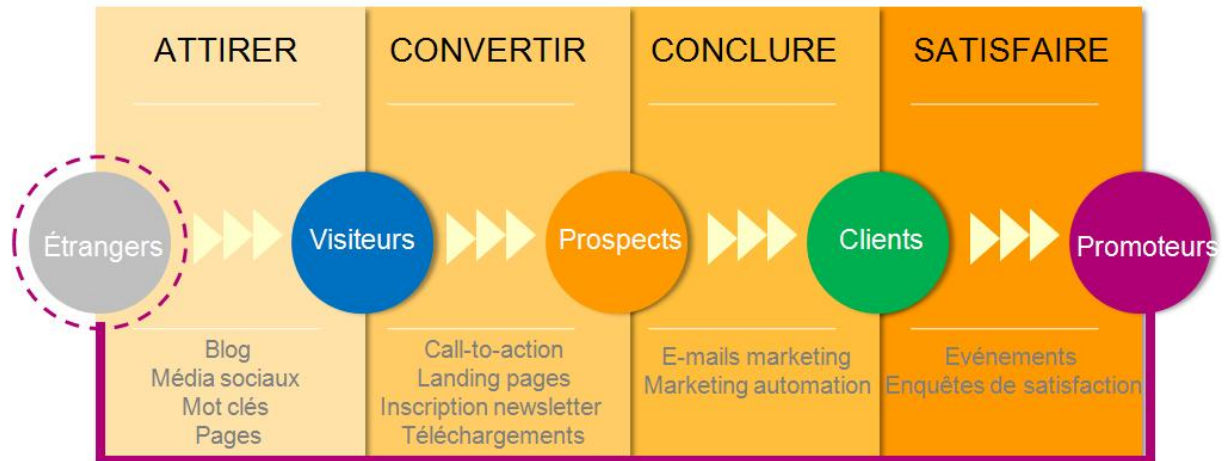 ATTIRER
CONVERTIR
CONCLURE
SATISFAIRE
Étrangers
Visiteurs
Prospects
Clients
Promoteurs
Blog
Média sociaux
Mot clés
Pages
Call-to-action
Landing pages
Inscription newsletter
Téléchargements
E-mails marketing
Marketing automation
Evénements
Enquêtes de satisfaction